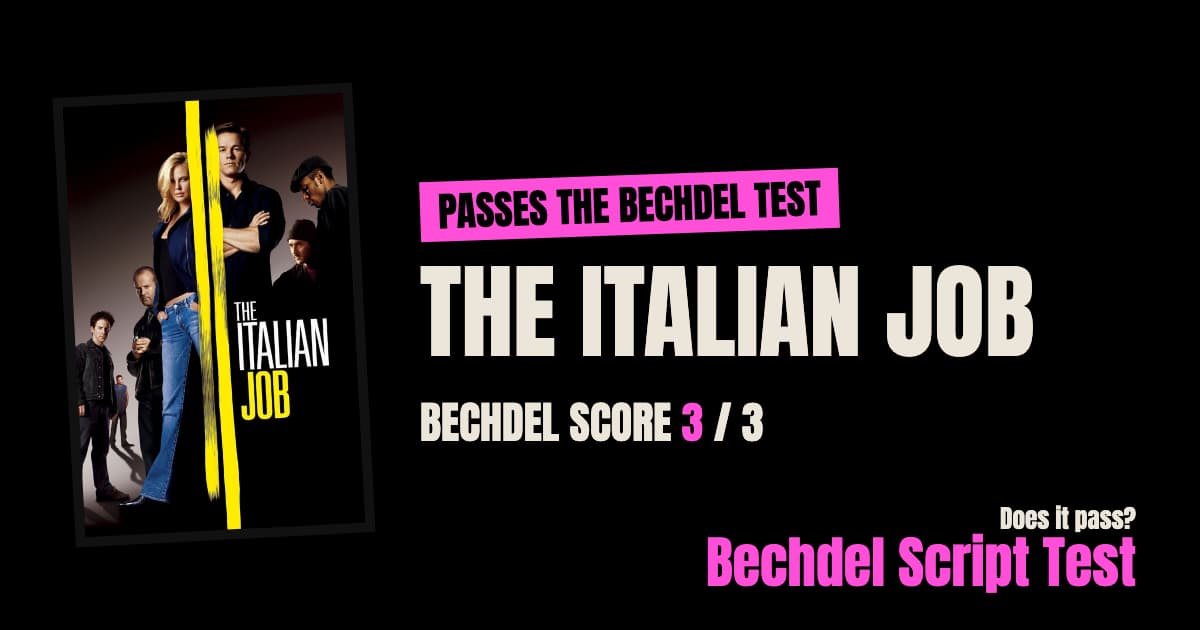 THE
ITALIAN
JOB
PASSES THE BECHDEL TEST
THE ITALIAN JOB
BECHDEL SCORE 3 / 3
Does it pass?
Bechdel Script Test